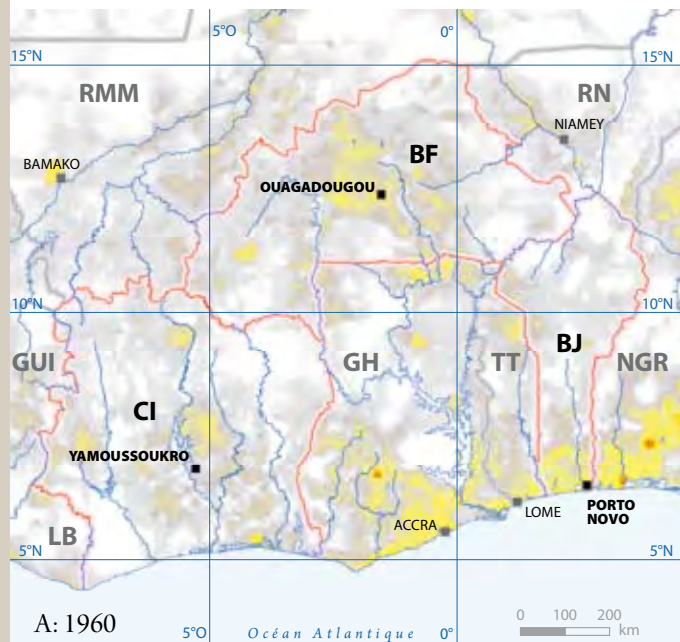 5°O 0°
15°N 15°N
RMM RN
NIAMEY
BF
BAMAKO
OUAGADOUGOU
10°N 10°N
GUI GH TT BJ NGR
CI
YAMOUSSOUKRO
LB
ACCRA LOME PORTO
NOVO
5°N 5°N
A: 1960
5°O Océan Atlantique 0°
0 100 200
km